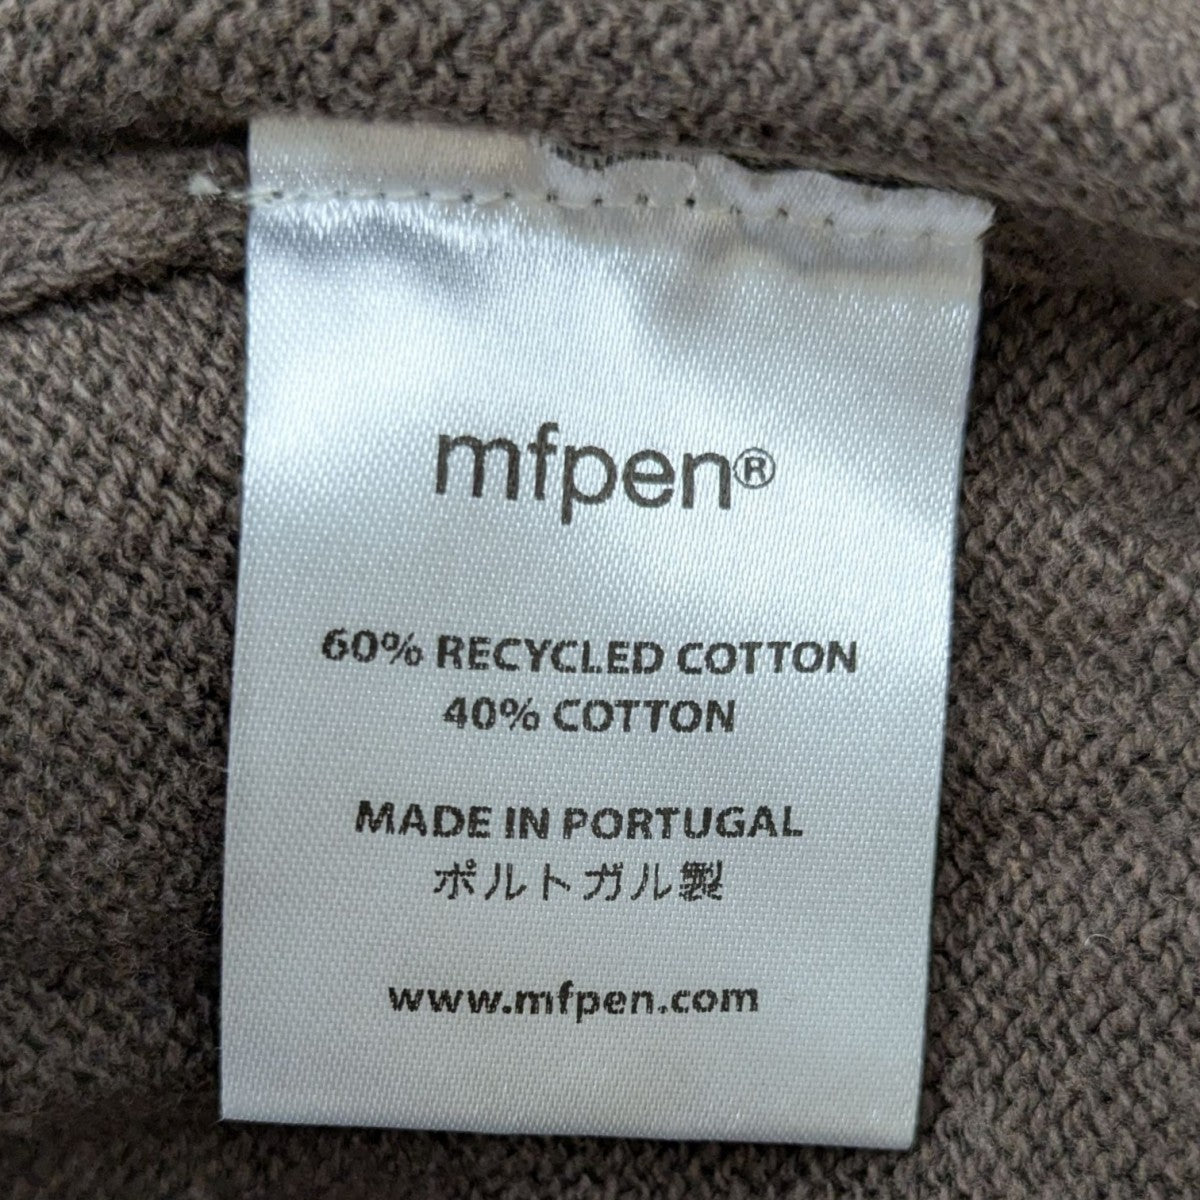 mfpen®
60% RECYCLED COTTON
40% COTTON
MADE IN PORTUGAL
ポルトガル製
www.mfpen.com